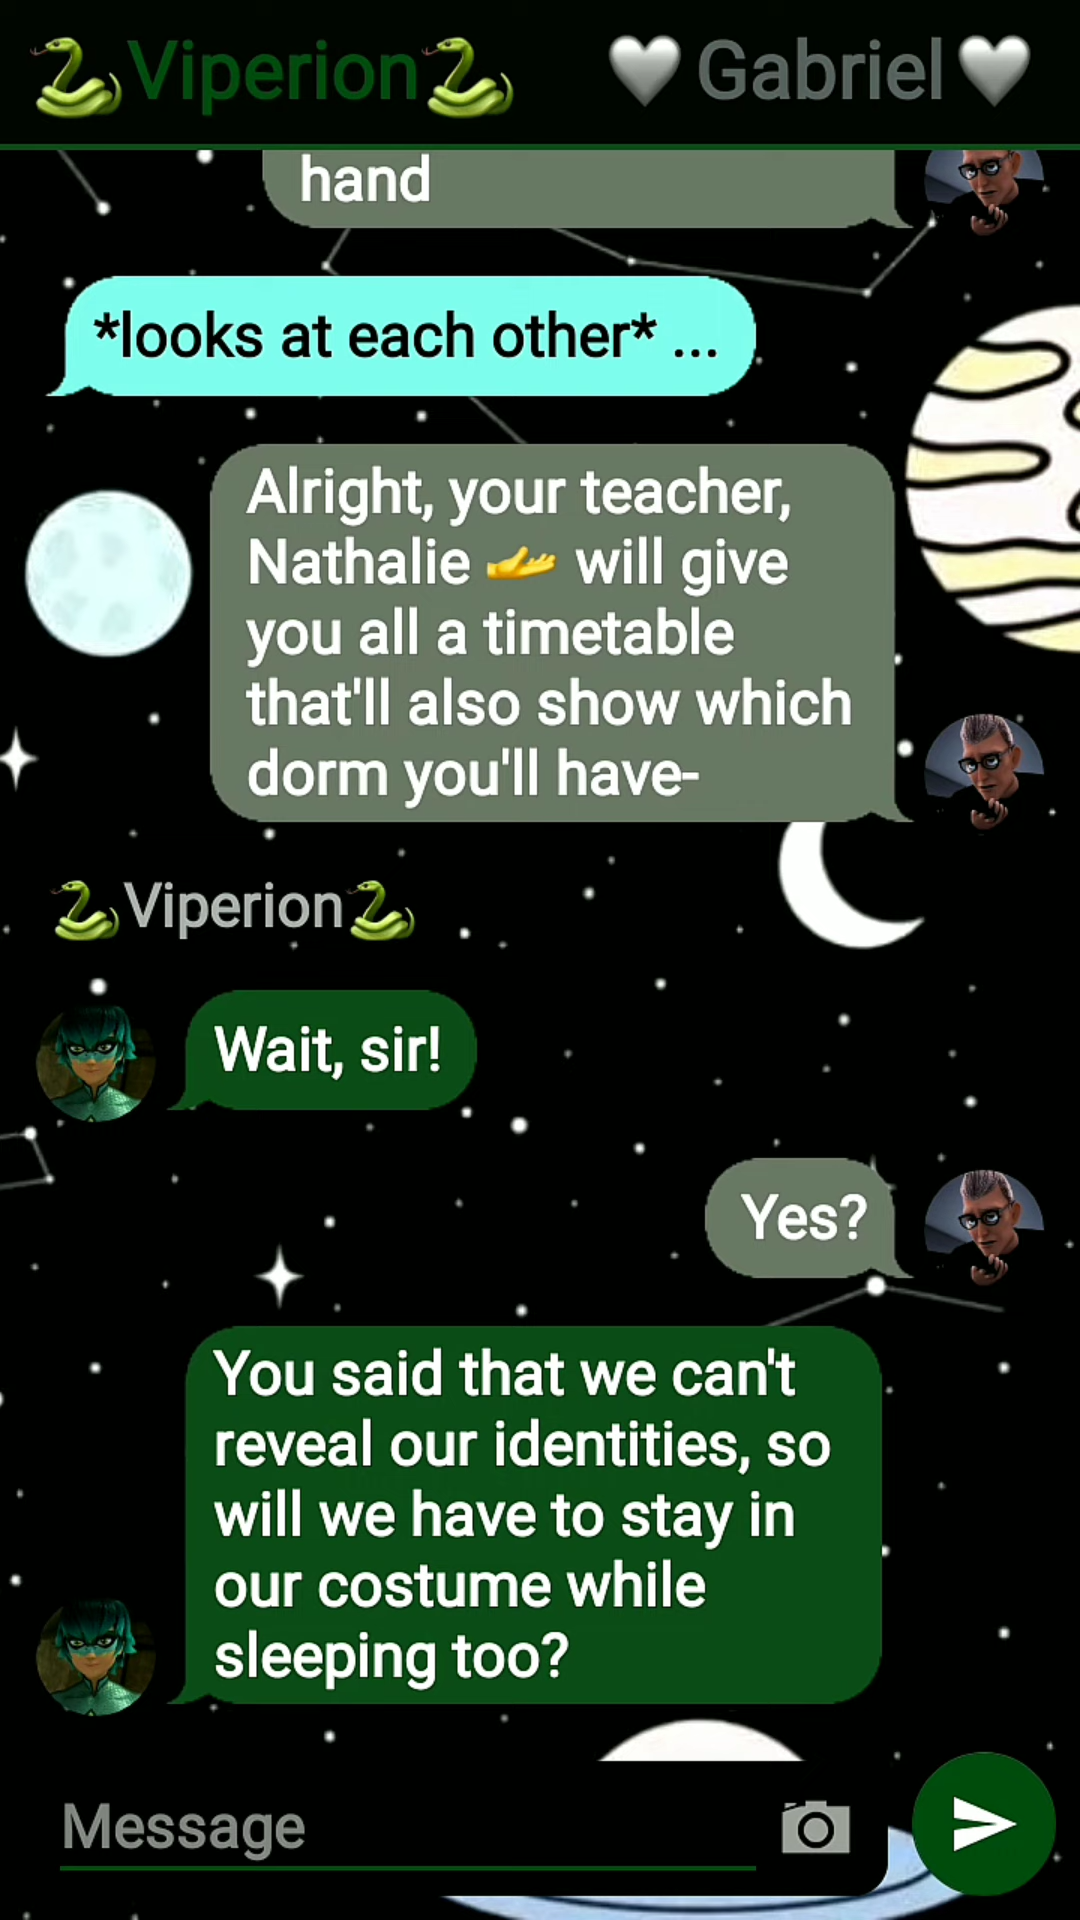 🐍Viperion🐍 🤍Gabriel🤍
hand
*looks at each other* ...
Alright, your teacher,
Nathalie 🫴 will give
you all a timetable
that'll also show which
dorm you'll have-
🐍Viperion🐍
Wait, sir!
Yes?
You said that we can't
reveal our identities, so
will we have to stay in
our costume while
sleeping too?
Message